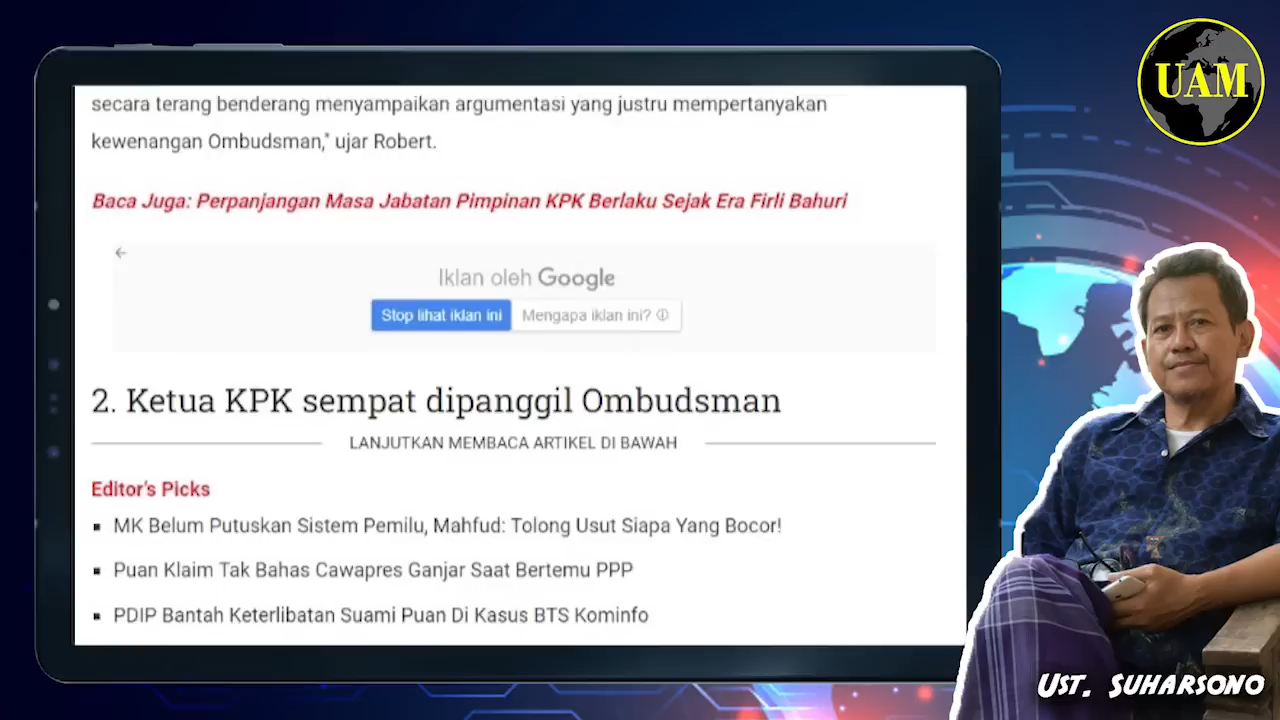 UAM
secara terang benderang menyampaikan argumentasi yang justru mempertanyakan
kewenangan Ombudsman," ujar Robert.
Baca Juga: Perpanjangan Masa Jabatan Pimpinan KPK Berlaku Sejak Era Firli Bahuri
Iklan oleh Google
Stop lihat iklan ini Mengapa iklan ini?
2. Ketua KPK sempat dipanggil Ombudsman
LANJUTKAN MEMBACA ARTIKEL DI BAWAH
Editor's Picks
MK Belum Putuskan Sistem Pemilu, Mahfud: Tolong Usut Siapa Yang Bocor!
Puan Klaim Tak Bahas Cawapres Ganjar Saat Bertemu PPP
PDIP Bantah Keterlibatan Suami Puan Di Kasus BTS Kominfo
UST. SUHARSONO